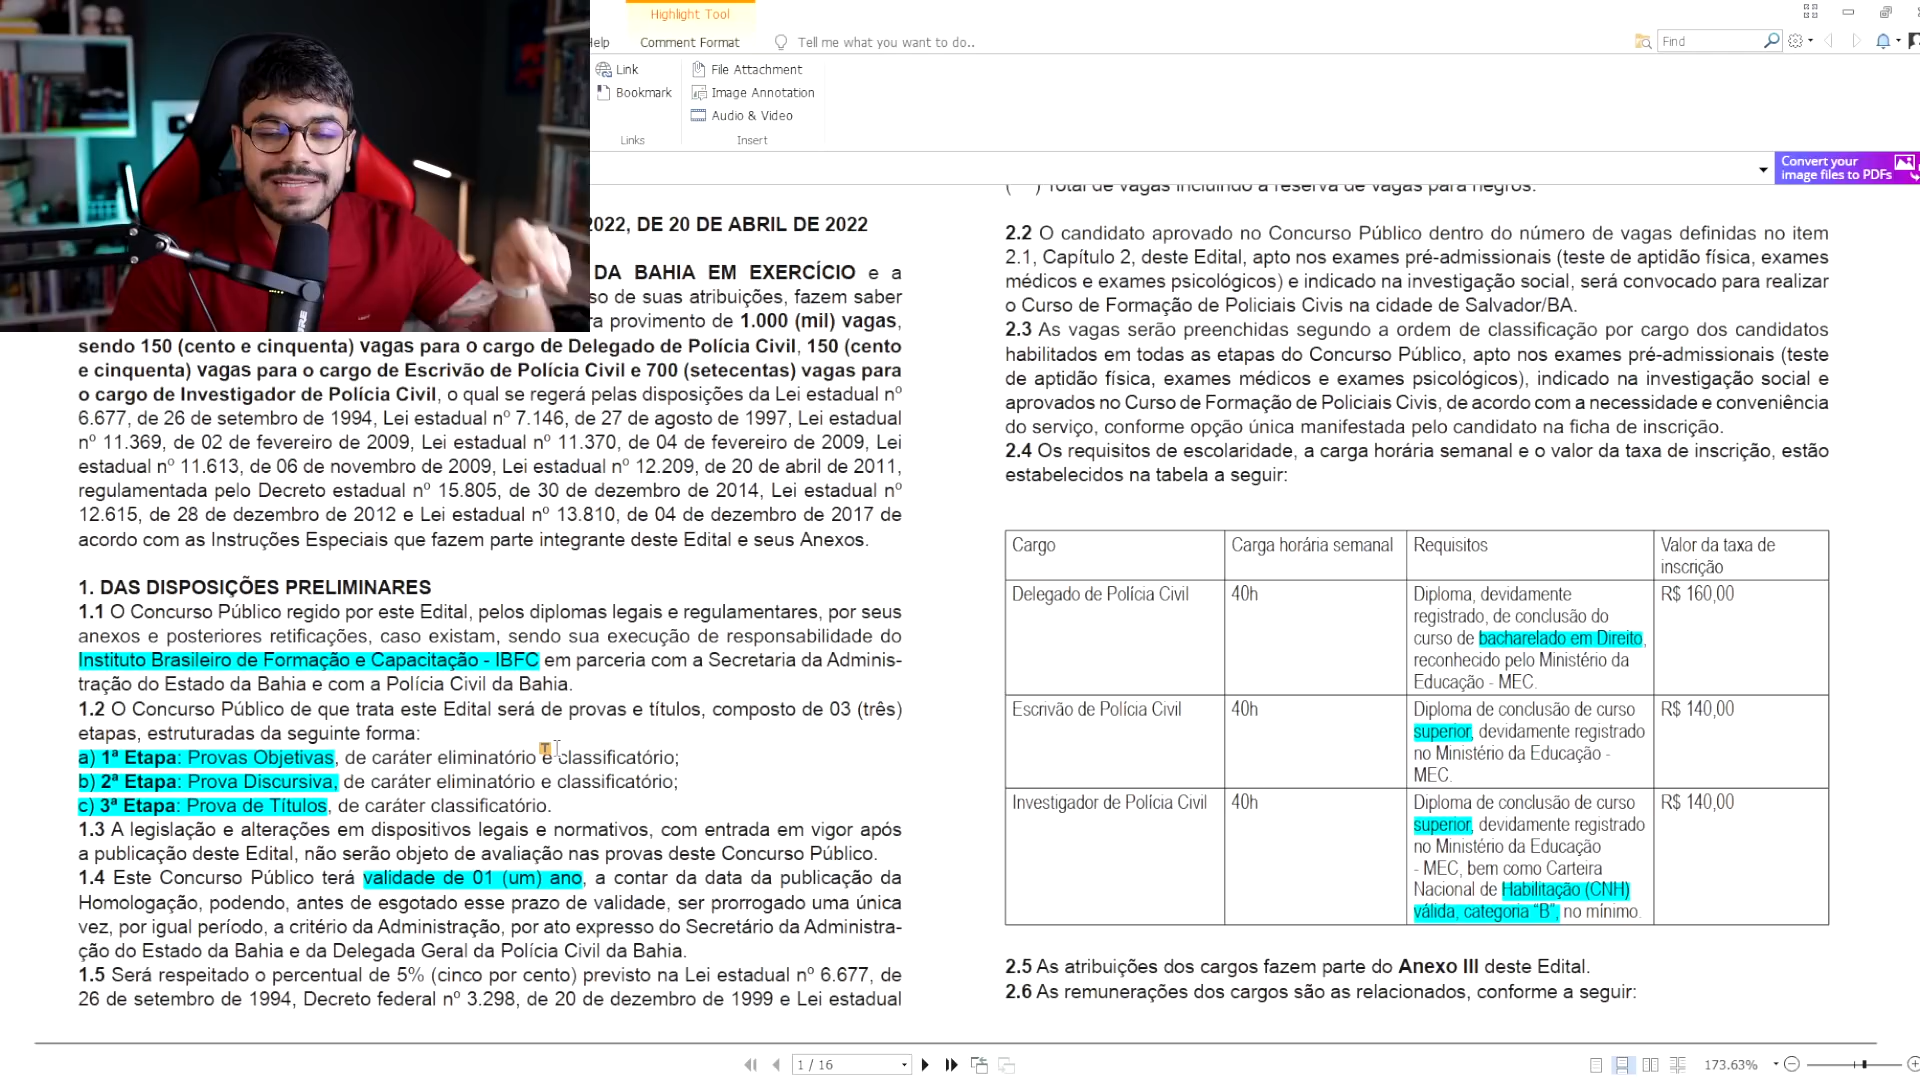 Highlight Tool
Help
Comment Format
Tell me what you want to do..
Find
Link
File Attachment
Bookmark
Image Annotation
Audio & Video
Links
Insert
Convert your
image files to PDFs
2022, DE 20 DE ABRIL DE 2022
DA BAHIA EM EXERCÍCIO e a
so de suas atribuições, fazem saber
ra provimento de 1.000 (mil) vagas,
sendo 150 (cento e cinquenta) vagas para o cargo de Delegado de Polícia Civil, 150 (cento
e cinquenta) vagas para o cargo de Escrivão de Polícia Civil e 700 (setecentas) vagas para
o cargo de Investigador de Polícia Civil, o qual se regerá pelas disposições da Lei estadual nº
6.677, de 26 de setembro de 1994, Lei estadual nº 7.146, de 27 de agosto de 1997, Lei estadual
nº 11.369, de 02 de fevereiro de 2009, Lei estadual nº 11.370, de 04 de fevereiro de 2009, Lei
estadual nº 11.613, de 06 de novembro de 2009, Lei estadual nº 12.209, de 20 de abril de 2011,
regulamentada pelo Decreto estadual nº 15.805, de 30 de dezembro de 2014, Lei estadual nº
12.615, de 28 de dezembro de 2012 e Lei estadual nº 13.810, de 04 de dezembro de 2017 de
acordo com as Instruções Especiais que fazem parte integrante deste Edital e seus Anexos.
1. DAS DISPOSIÇÕES PRELIMINARES
1.1 O Concurso Público regido por este Edital, pelos diplomas legais e regulamentares, por seus
anexos e posteriores retificações, caso existam, sendo sua execução de responsabilidade do
Instituto Brasileiro de Formação e Capacitação - IBFC em parceria com a Secretaria da Adminis-
tração do Estado da Bahia e com a Polícia Civil da Bahia.
1.2 O Concurso Público de que trata este Edital será de provas e títulos, composto de 03 (três)
etapas, estruturadas da seguinte forma:
a) 1ª Etapa: Provas Objetivas, de caráter eliminatório e classificatório;
b) 2ª Etapa: Prova Discursiva, de caráter eliminatório e classificatório;
c) 3ª Etapa: Prova de Títulos, de caráter classificatório.
1.3 A legislação e alterações em dispositivos legais e normativos, com entrada em vigor após
a publicação deste Edital, não serão objeto de avaliação nas provas deste Concurso Público.
1.4 Este Concurso Público terá validade de 01 (um) ano, a contar da data da publicação da
Homologação, podendo, antes de esgotado esse prazo de validade, ser prorrogado uma única
vez, por igual período, a critério da Administração, por ato expresso do Secretário da Administra-
ção do Estado da Bahia e da Delegada Geral da Polícia Civil da Bahia.
1.5 Será respeitado o percentual de 5% (cinco por cento) previsto na Lei estadual nº 6.677, de
26 de setembro de 1994, Decreto federal nº 3.298, de 20 de dezembro de 1999 e Lei estadual
( ) Total de vagas incluindo a reserva de vagas para negros.
2.2 O candidato aprovado no Concurso Público dentro do número de vagas definidas no item
2.1, Capítulo 2, deste Edital, apto nos exames pré-admissionais (teste de aptidão física, exames
médicos e exames psicológicos) e indicado na investigação social, será convocado para realizar
o Curso de Formação de Policiais Civis na cidade de Salvador/BA.
2.3 As vagas serão preenchidas segundo a ordem de classificação por cargo dos candidatos
habilitados em todas as etapas do Concurso Público, apto nos exames pré-admissionais (teste
de aptidão física, exames médicos e exames psicológicos), indicado na investigação social e
aprovados no Curso de Formação de Policiais Civis, de acordo com a necessidade e conveniência
do serviço, conforme opção única manifestada pelo candidato na ficha de inscrição.
2.4 Os requisitos de escolaridade, a carga horária semanal e o valor da taxa de inscrição, estão
estabelecidos na tabela a seguir:
Cargo
Carga horária semanal
Requisitos
Valor da taxa de
inscrição
Delegado de Polícia Civil
40h
Diploma, devidamente
registrado, de conclusão do
curso de bacharelado em Direito,
reconhecido pelo Ministério da
Educação - MEC.
R$ 160,00
Escrivão de Polícia Civil
40h
Diploma de conclusão de curso
superior, devidamente registrado
no Ministério da Educação -
MEC.
R$ 140,00
Investigador de Polícia Civil
40h
Diploma de conclusão de curso
superior, devidamente registrado
no Ministério da Educação
- MEC, bem como Carteira
Nacional de Habilitação (CNH)
válida, categoria "B", no mínimo.
R$ 140,00
2.5 As atribuições dos cargos fazem parte do Anexo III deste Edital.
2.6 As remunerações dos cargos são as relacionados, conforme a seguir:
1 / 16
173.63%